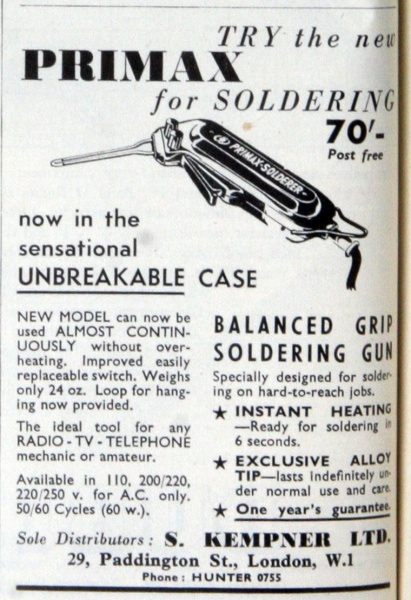 TRY the new
PRIMAX
for SOLDERING
70'-
Post free
PRIMAX-SOLDERER
now in the
sensational
UNBREAKABLE CASE
NEW MODEL can now be
used ALMOST CONTIN-
UOUSLY without over-
heating. Improved easily
replaceable switch. Weighs
only 24 oz. Loop for hang-
ing now provided.
The ideal tool for any
RADIO - TV - TELEPHONE
mechanic or amateur.
Available in 110, 200/220,
220/250 v. for A.C. only.
50/60 Cycles (60 w.).
BALANCED GRIP
SOLDERING GUN
Specially designed for solder-
ing on hard-to-reach jobs.
★ INSTANT HEATING
—Ready for soldering in
6 seconds.
★ EXCLUSIVE ALLOY
TIP—lasts indefinitely un-
der normal use and care.
★ One year's guarantee.
Sole Distributors: S. KEMPNER LTD.
29, Paddington St., London, W.1
Phone: HUNTER 0755